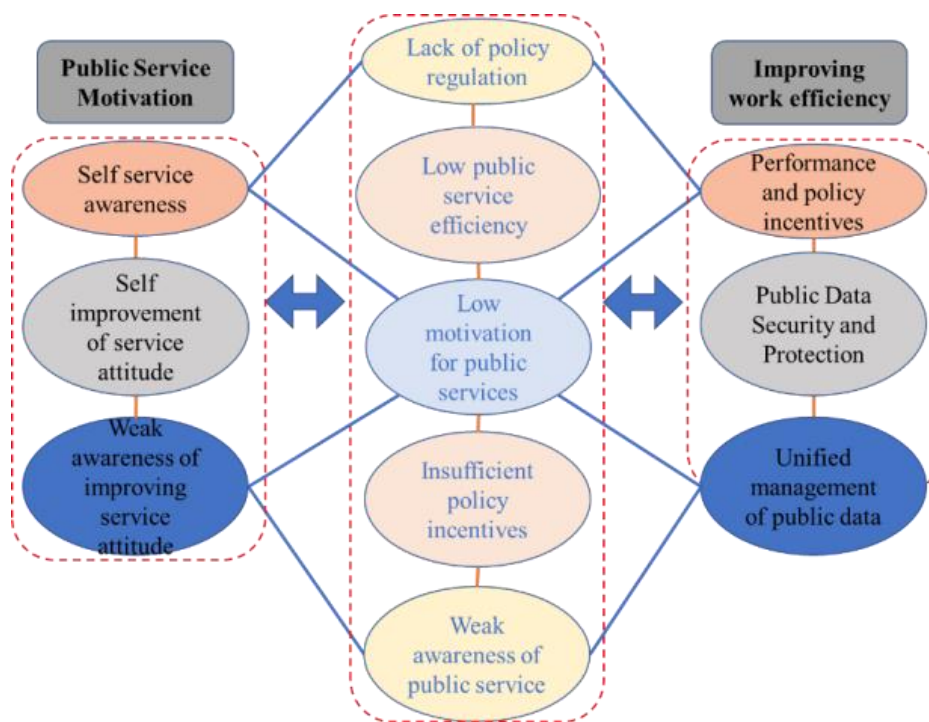 Public Service
Motivation
Self service
awareness
Self
improvement
of service
attitude
Weak
awareness of
improving
service
attitude
Lack of policy
regulation
Low public
service
efficiency
Low
motivation
for public
services
Insufficient
policy
incentives
Weak
awareness of
public service
Improving
work efficiency
Performance
and policy
incentives
Public Data
Security and
Protection
Unified
management
of public data